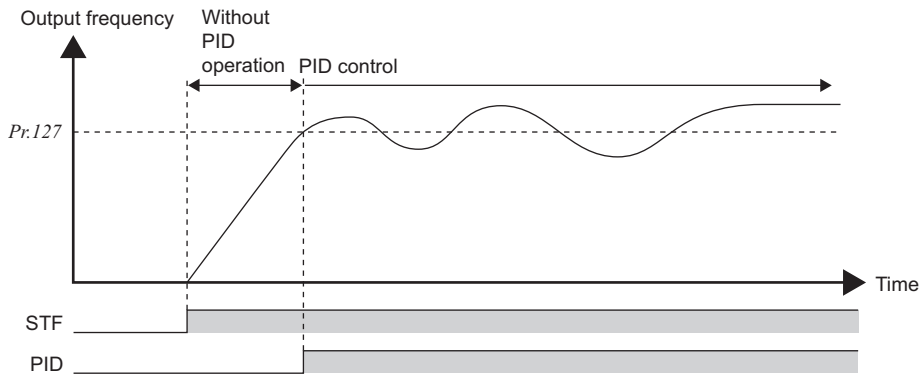 Output frequency
Without
PID
operation
PID control
Pr.127
Time
STF
PID